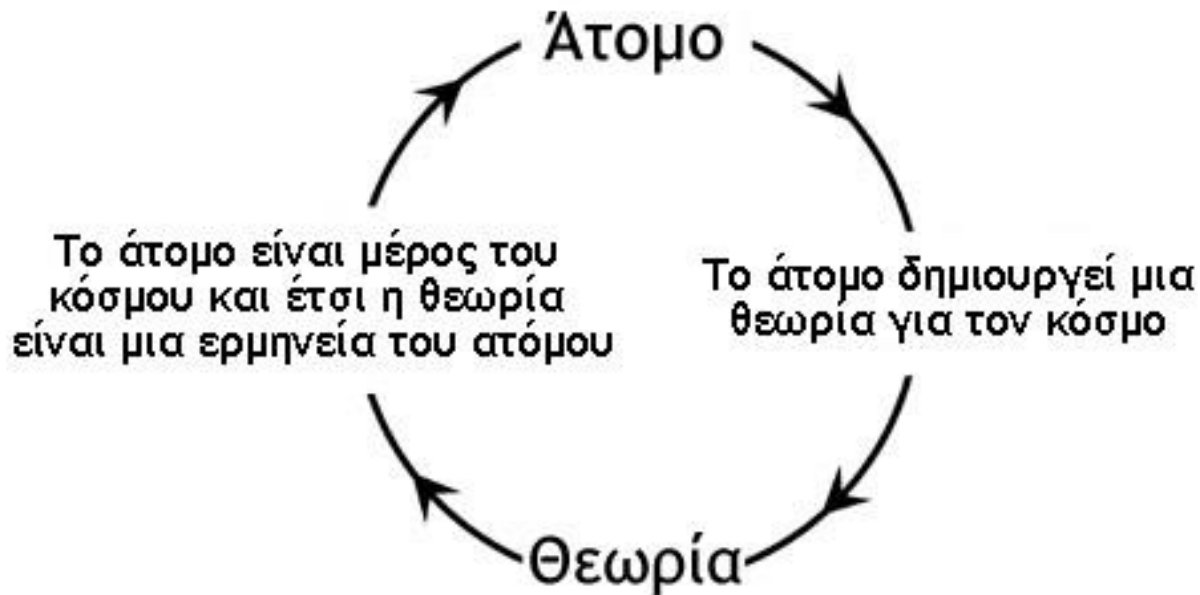 Άτομο
Το άτομο είναι μέρος του
κόσμου και έτσι η θεωρία
είναι μια ερμηνεία του ατόμου
Το άτομο δημιουργεί μια
θεωρία για τον κόσμο
Θεωρία